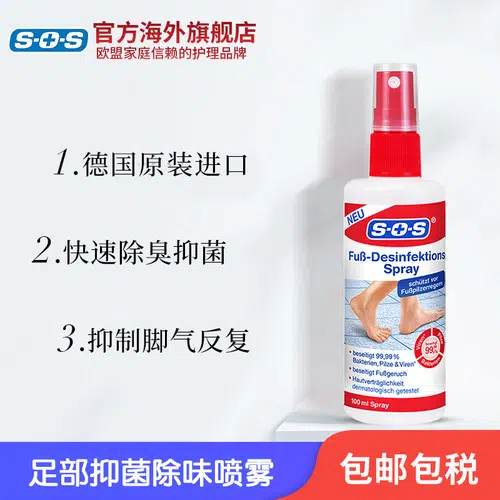 S-O-S 官方海外旗舰店
欧盟家庭信赖的护理品牌
1.德国原装进口
2.快速除臭抑菌
3.抑制脚气反复
NEU
S-O-S®
Fuß-Desinfektions
Spray
schützt vor
Fußpilzerregern
• beseitigt 99,99%
Bakterien, Pilze & Viren*
• beseitigt Fußgeruch
• Hautverträglichkeit
dermatologisch getestet
99%
100 ml Spray
足部抑菌除味喷雾
包邮包税